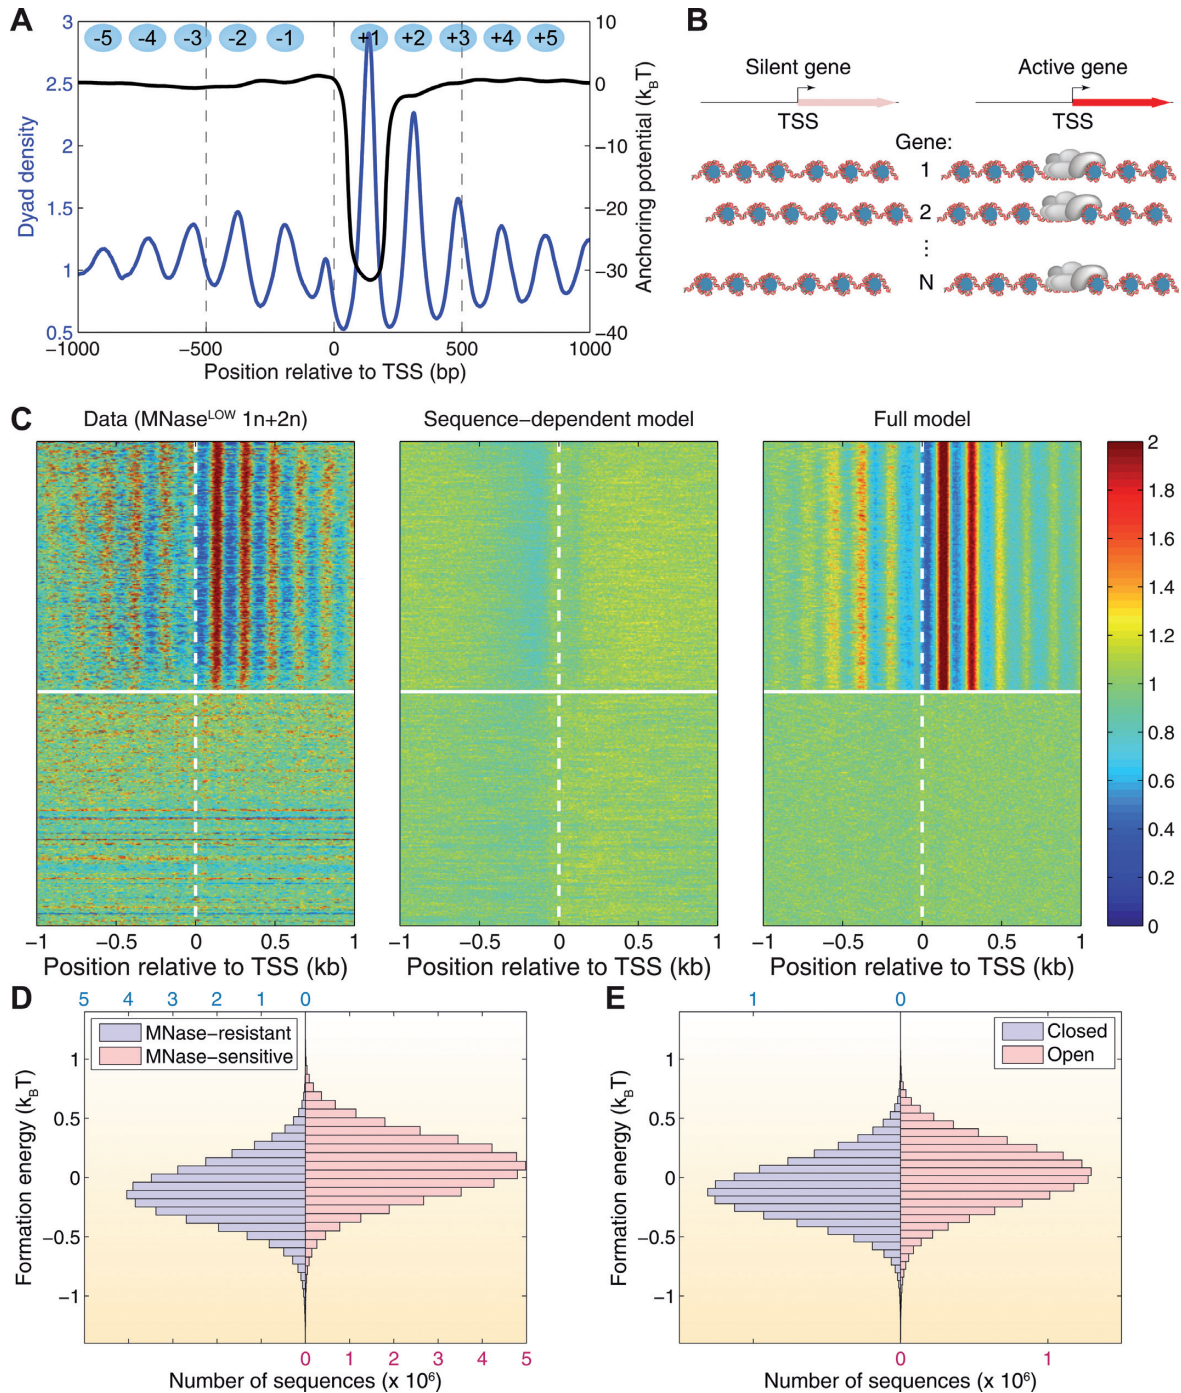 A
-5 -4 -3 -2 -1 +1 +2 +3 +4 +5
3
2.5
2
1.5
1
0.5
Dyad density
10
0
−10
−20
−30
−40
Anchoring potential (kBT)
−1000 −500 0 500 1000
Position relative to TSS (bp)
B
Silent gene Active gene
TSS TSS
Gene:
1
2
⋮
N
C
Data (MNaseLOW 1n+2n) Sequence−dependent model Full model
2
1.8
1.6
1.4
1.2
1
0.8
0.6
0.4
0.2
0
−1 −0.5 0 0.5 1 −1 −0.5 0 0.5 1 −1 −0.5 0 0.5 1
Position relative to TSS (kb) Position relative to TSS (kb) Position relative to TSS (kb)
D
5 4 3 2 1 0
MNase−resistant
MNase−sensitive
1
0.5
0
−0.5
−1
Formation energy (kBT)
0 1 2 3 4 5
Number of sequences (x 10⁶)
E
1 0
Closed
Open
1
0.5
0
−0.5
−1
Formation energy (kBT)
0 1
Number of sequences (x 10⁶)